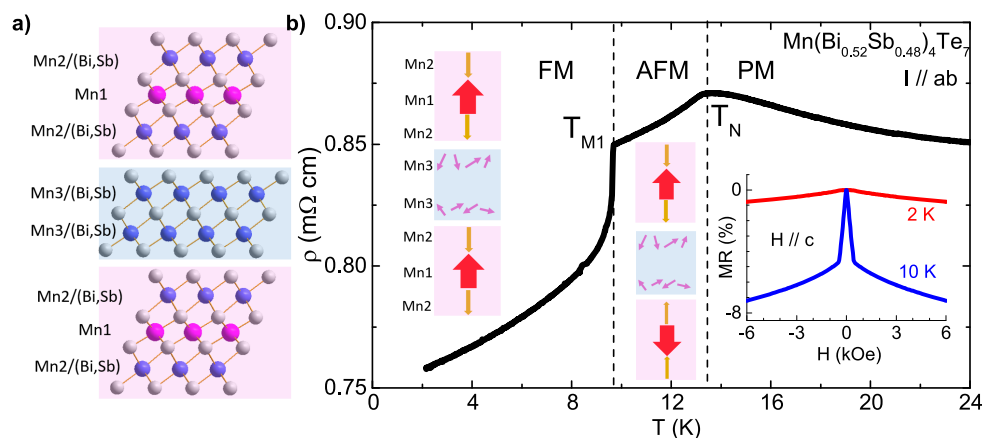 a)
Mn2/(Bi,Sb)
Mn1
Mn2/(Bi,Sb)
Mn3/(Bi,Sb)
Mn3/(Bi,Sb)
Mn2/(Bi,Sb)
Mn1
Mn2/(Bi,Sb)
b)
ρ (mΩ cm)
0.90
0.85
0.80
0.75
0
4
8
12
16
20
24
T (K)
FM
AFM
PM
Mn(Bi0.52Sb0.48)4Te7
I // ab
TM1
TN
Mn2
Mn1
Mn2
Mn3
Mn3
Mn2
Mn1
Mn2
MR (%)
0
-8
2 K
H // c
10 K
-6
-3
0
3
6
H (kOe)